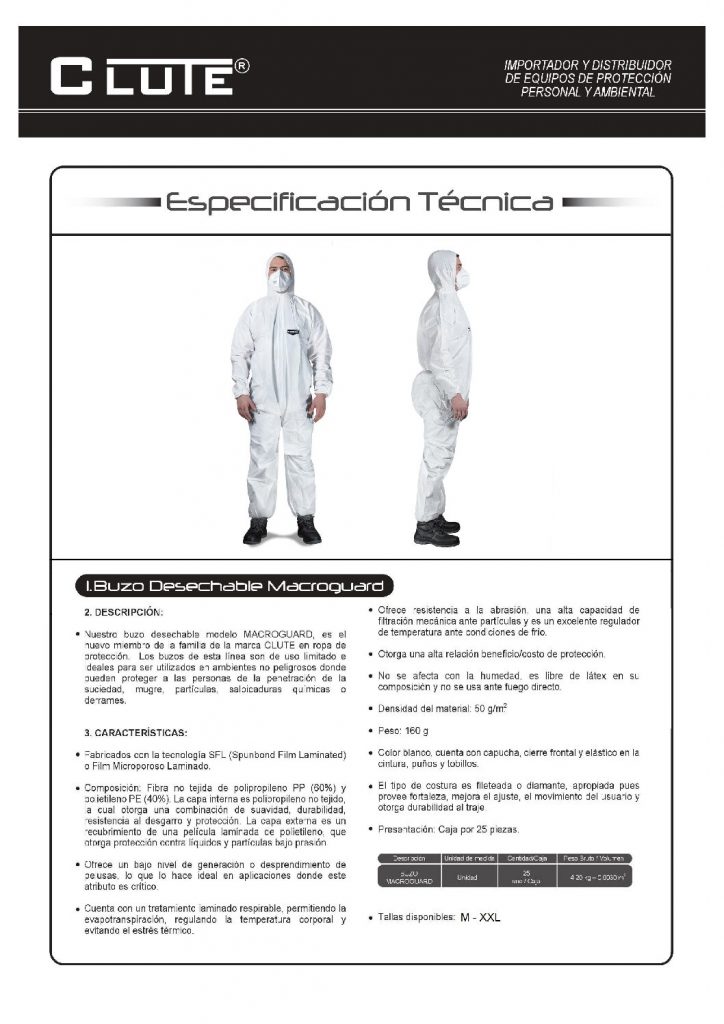 CLUTE®
IMPORTADOR Y DISTRIBUIDOR
DE EQUIPOS DE PROTECCIÓN
PERSONAL Y AMBIENTAL
Especificación Técnica
1.Buzo Desechable Macroguard
2. DESCRIPCIÓN:
• Nuestro buzo desechable modelo MACROGUARD, es el
nuevo miembro de la familia de la marca CLUTE en ropa de
protección. Los buzos de esta línea son de uso limitado e
ideales para ser utilizados en ambientes no peligrosos donde
puedan proteger a las personas de la penetración de la
suciedad, mugre, partículas, salpicaduras químicas o
derrames.
3. CARACTERÍSTICAS:
• Fabricados con la tecnología SFL (Spunbond Film Laminated)
o Film Microporoso Laminado.
• Composición: Fibra no tejida de polipropileno PP (60%) y
polietileno PE (40%). La capa interna es polipropileno no tejido,
la cual otorga una combinación de suavidad, durabilidad,
resistencia al desgarro y protección. La capa externa es un
recubrimiento de una película laminada de polietileno, que
otorga protección contra líquidos y partículas bajo presión.
• Ofrece un bajo nivel de generación o desprendimiento de
pelusas, lo que lo hace ideal en aplicaciones donde este
atributo es crítico.
• Cuenta con un tratamiento laminado respirable, permitiendo la
evapotranspiración, regulando la temperatura corporal y
evitando el estrés térmico.
• Ofrece resistencia a la abrasión, una alta capacidad de
filtración mecánica ante partículas y es un excelente regulador
de temperatura ante condiciones de frío.
• Otorga una alta relación beneficio/costo de protección.
• No se afecta con la humedad, es libre de látex en su
composición y no se usa ante fuego directo.
• Densidad del material: 50 g/m²
• Peso: 160 g
• Color blanco, cuenta con capucha, cierre frontal y elástico en la
cintura, puños y tobillos.
• El tipo de costura es fileteada o diamante, apropiada pues
provee fortaleza, mejora el ajuste, el movimiento del usuario y
otorga durabilidad al traje.
• Presentación: Caja por 25 piezas.
Descripción Unidad de medida Cantidad/Caja Peso Bruto / Volumen
BUZO MACROGUARD Unidad 25 / Caja 4.20 kg
• Tallas disponibles: M - XXL